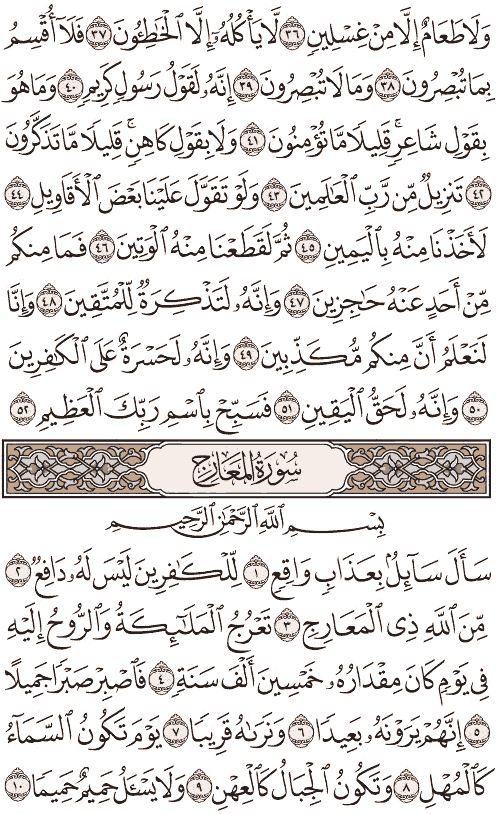 وَلَا طَعَامٌ إِلَّا مِنْ غِسْلِينٍ ٣٦ لَّا يَأْكُلُهُۥٓ إِلَّا ٱلْخَـٰطِـُٔونَ ٣٧ فَلَآ أُقْسِمُ
بِمَا تُبْصِرُونَ ٣٨ وَمَا لَا تُبْصِرُونَ ٣٩ إِنَّهُۥ لَقَوْلُ رَسُولٍ كَرِيمٍ ٤٠ وَمَا هُوَ
بِقَوْلِ شَاعِرٍ ۚ قَلِيلًا مَّا تُؤْمِنُونَ ٤١ وَلَا بِقَوْلِ كَاهِنٍ ۚ قَلِيلًا مَّا تَذَكَّرُونَ
٤٢ تَنزِيلٌ مِّن رَّبِّ ٱلْعَـٰلَمِينَ ٤٣ وَلَوْ تَقَوَّلَ عَلَيْنَا بَعْضَ ٱلْأَقَاوِيلِ ٤٤
لَأَخَذْنَا مِنْهُ بِٱلْيَمِينِ ٤٥ ثُمَّ لَقَطَعْنَا مِنْهُ ٱلْوَتِينَ ٤٦ فَمَا مِنكُم
مِّنْ أَحَدٍ عَنْهُ حَـٰجِزِينَ ٤٧ وَإِنَّهُۥ لَتَذْكِرَةٌ لِّلْمُتَّقِينَ ٤٨ وَإِنَّا
لَنَعْلَمُ أَنَّ مِنكُم مُّكَذِّبِينَ ٤٩ وَإِنَّهُۥ لَحَسْرَةٌ عَلَى ٱلْكَـٰفِرِينَ
٥٠ وَإِنَّهُۥ لَحَقُّ ٱلْيَقِينِ ٥١ فَسَبِّحْ بِٱسْمِ رَبِّكَ ٱلْعَظِيمِ ٥٢
سُورَةُ المَعَارِجِ
بِسْمِ ٱللَّهِ ٱلرَّحْمَـٰنِ ٱلرَّحِيمِ
سَأَلَ سَآئِلٌۢ بِعَذَابٍ وَاقِعٍ ١ لِّلْكَـٰفِرِينَ لَيْسَ لَهُۥ دَافِعٌ ٢
مِّنَ ٱللَّهِ ذِى ٱلْمَعَارِجِ ٣ تَعْرُجُ ٱلْمَلَـٰٓئِكَةُ وَٱلرُّوحُ إِلَيْهِ
فِى يَوْمٍ كَانَ مِقْدَارُهُۥ خَمْسِينَ أَلْفَ سَنَةٍ ٤ فَٱصْبِرْ صَبْرًا جَمِيلًا
٥ إِنَّهُمْ يَرَوْنَهُۥ بَعِيدًا ٦ وَنَرَىٰهُ قَرِيبًا ٧ يَوْمَ تَكُونُ ٱلسَّمَآءُ
كَٱلْمُهْلِ ٨ وَتَكُونُ ٱلْجِبَالُ كَٱلْعِهْنِ ٩ وَلَا يَسْـَٔلُ حَمِيمٌ حَمِيمًا ١٠